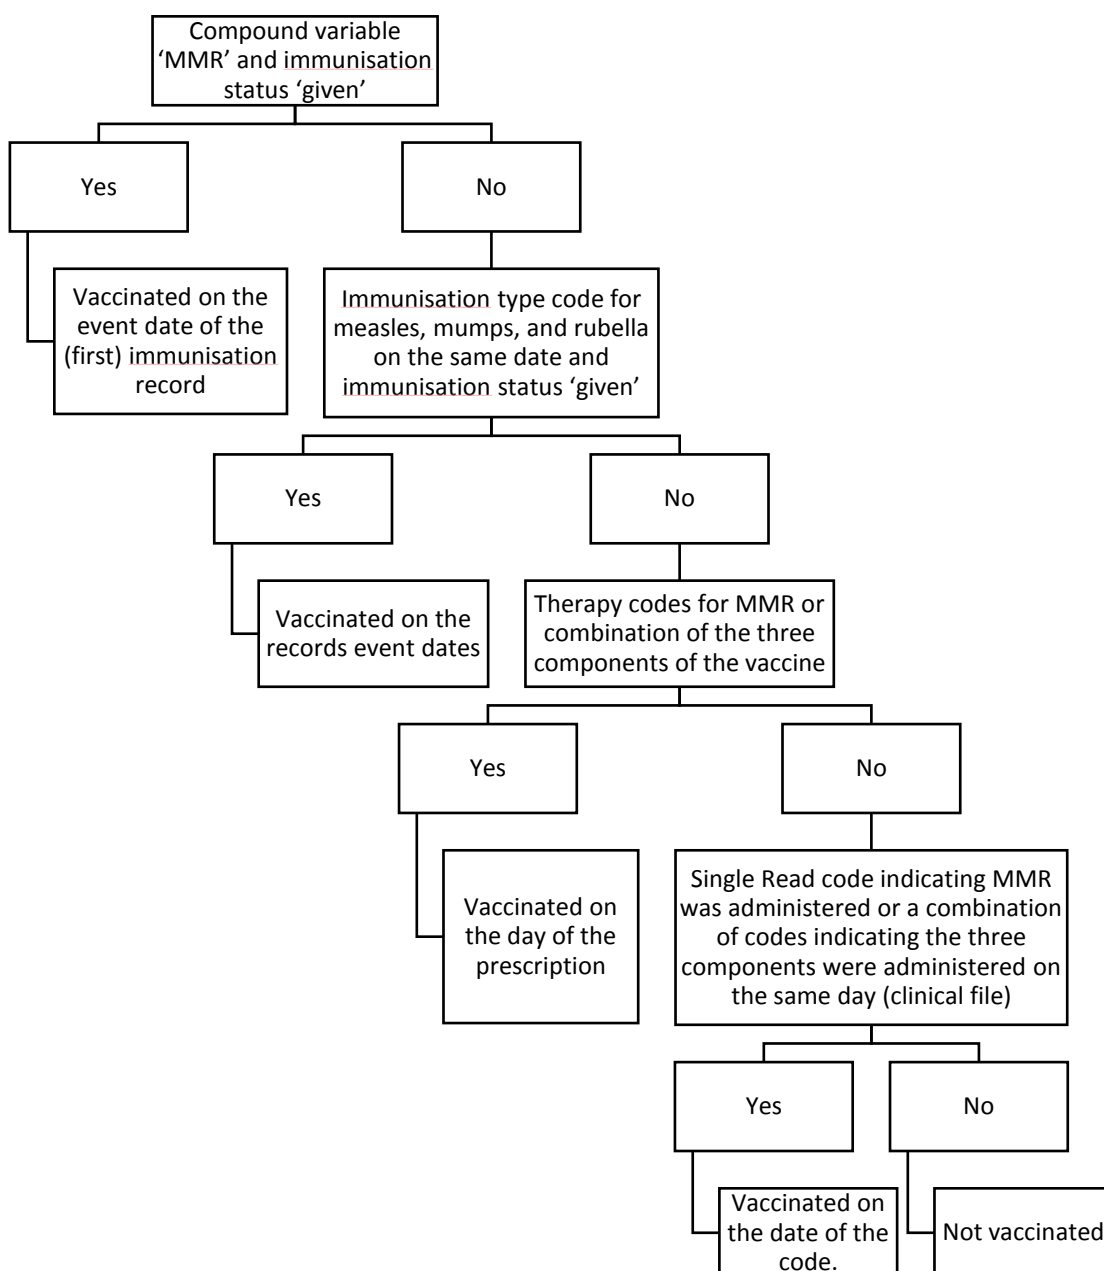 Compound variable
‘MMR’ and immunisation
status ‘given’
Yes
No
Vaccinated on the
event date of the
(first) immunisation
record
Immunisation type code for
measles, mumps, and rubella
on the same date and
immunisation status ‘given’
Yes
No
Vaccinated on the
records event dates
Therapy codes for MMR or
combination of the three
components of the vaccine
Yes
No
Vaccinated on
the day of the
prescription
Single Read code indicating MMR
was administered or a combination
of codes indicating the three
components were administered on
the same day (clinical file)
Yes
No
Vaccinated on
the date of the
code.
Not vaccinated